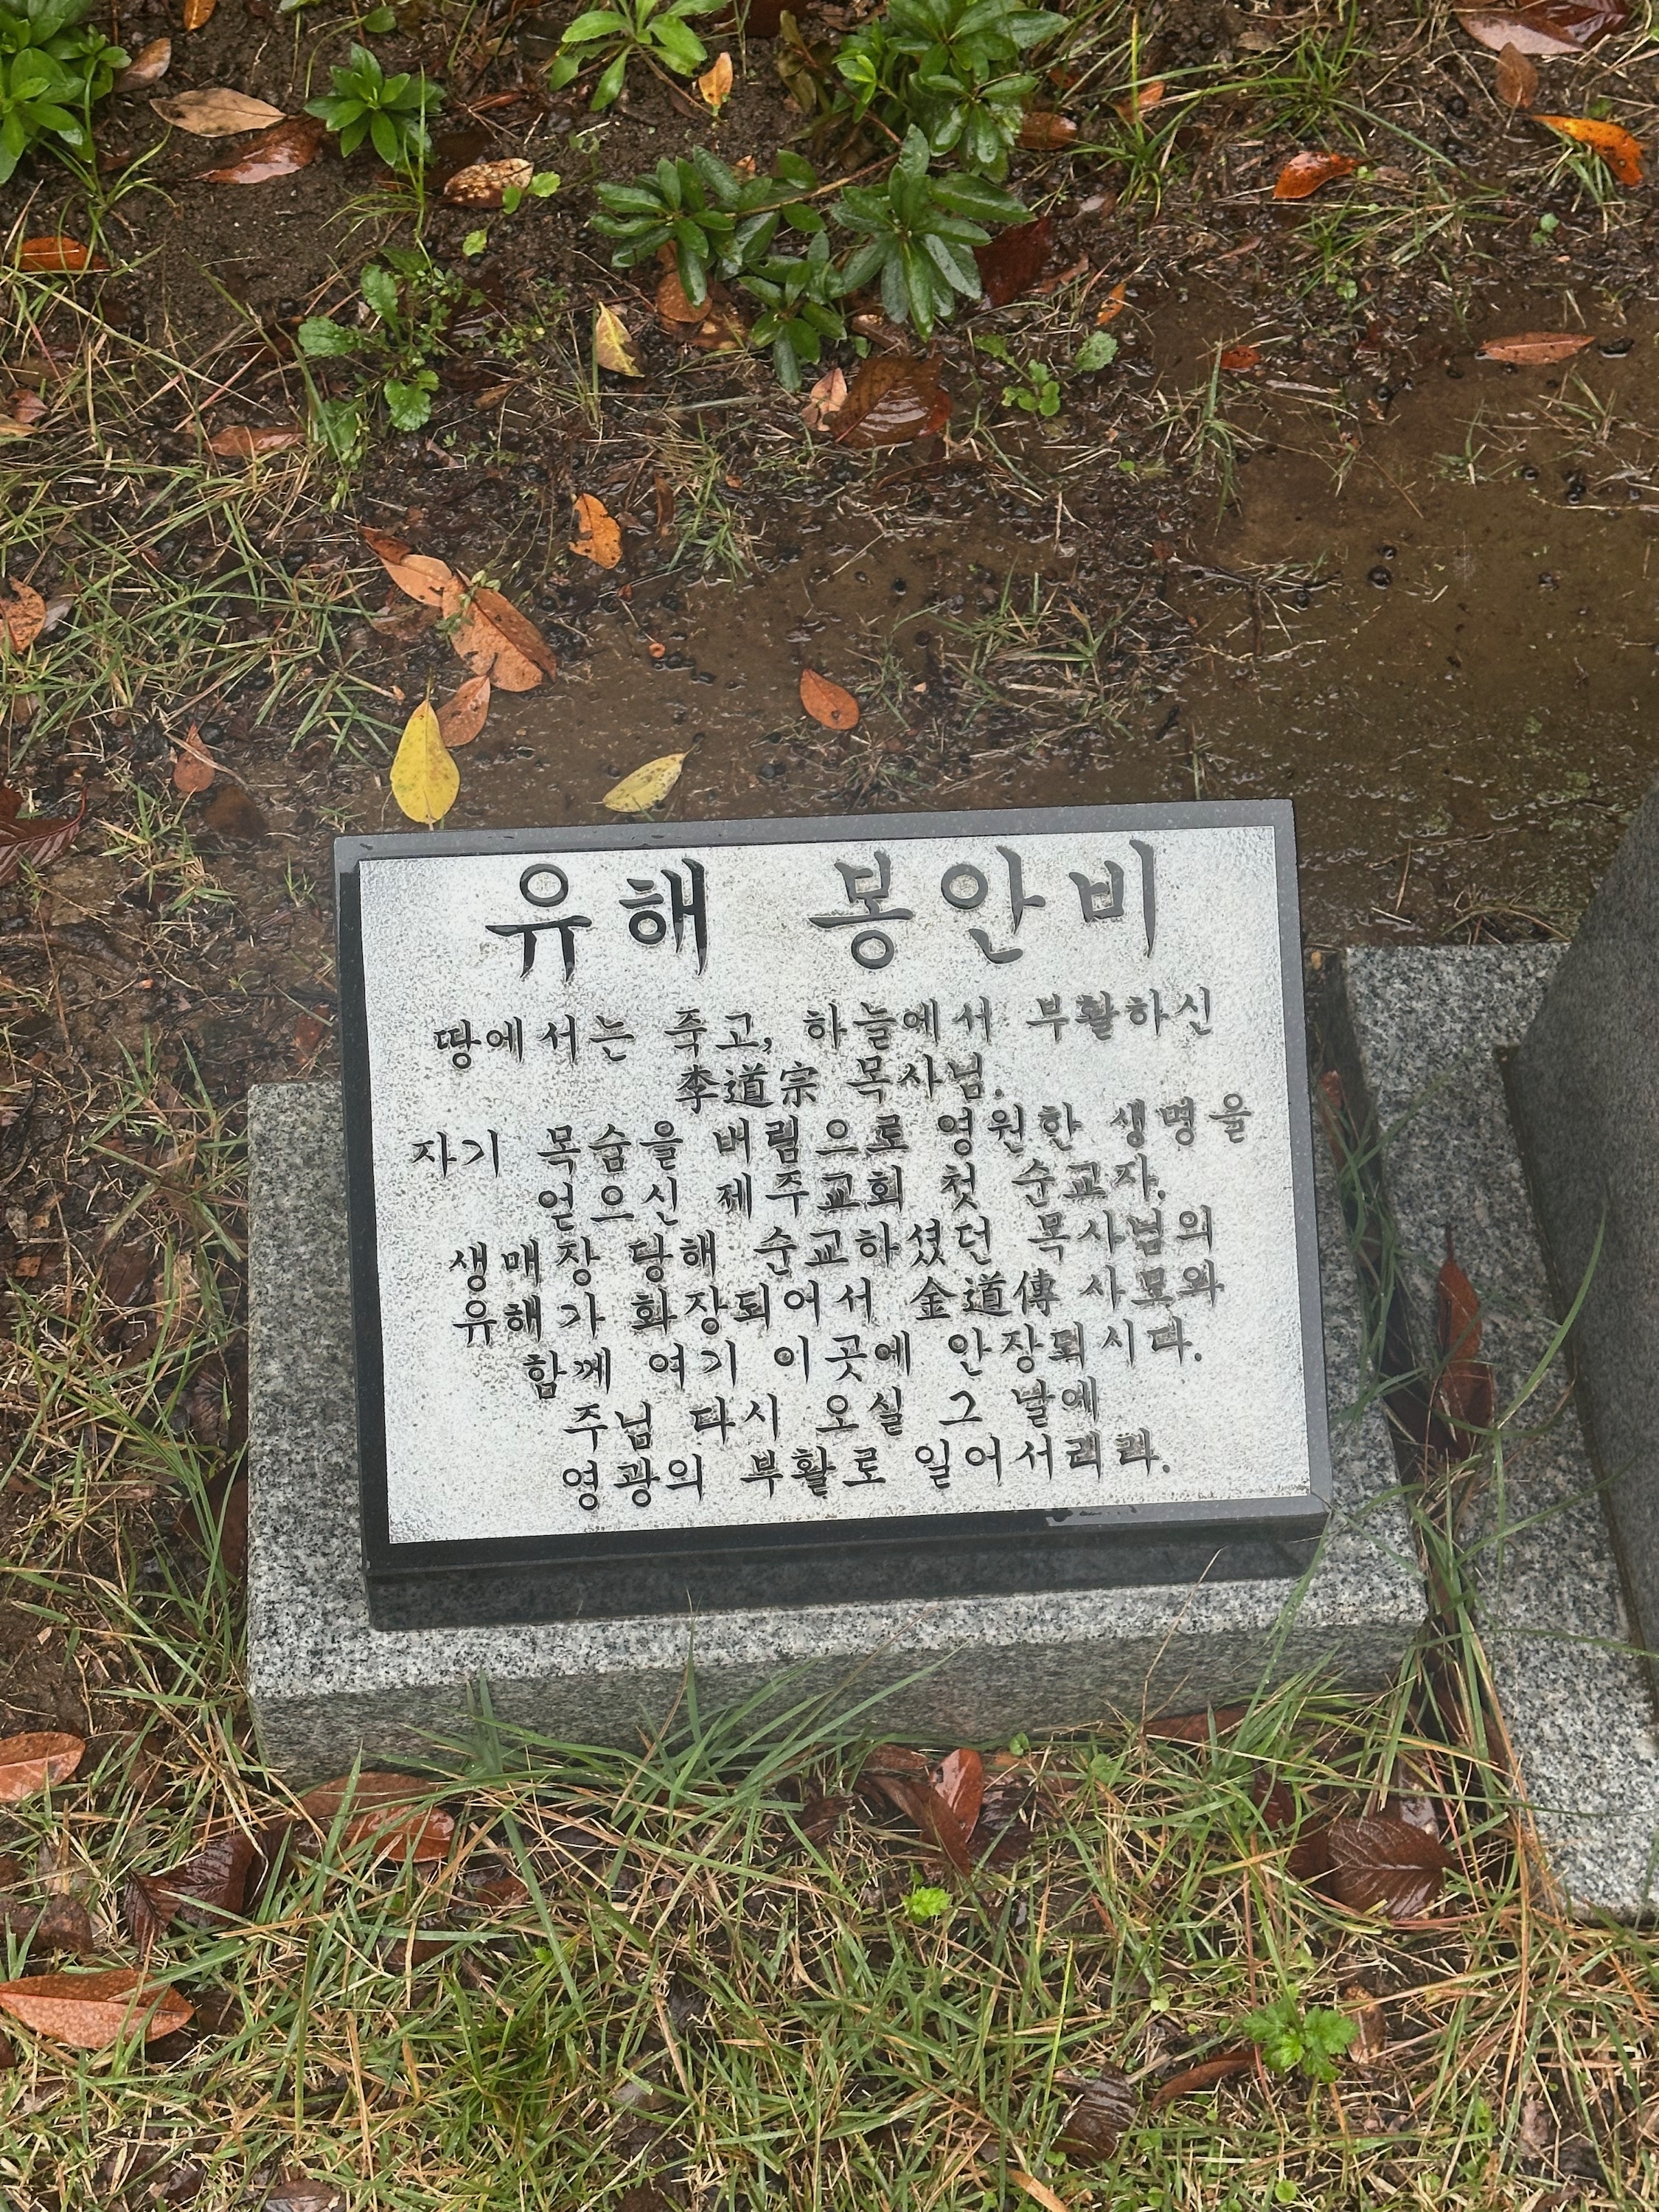 유해 봉안비
땅에서는 죽고, 하늘에서 부활하신
李道宗 목사님.
자기 목숨을 버림으로 영원한 생명을
얻으신 제주교회 첫 순교자.
생매장 당해 순교하셨던 목사님의
유해가 화장되어서 金道傳 사모와
함께 여기 이곳에 안장되시다.
주님 다시 오실 그 날에
영광의 부활로 일어서리라.